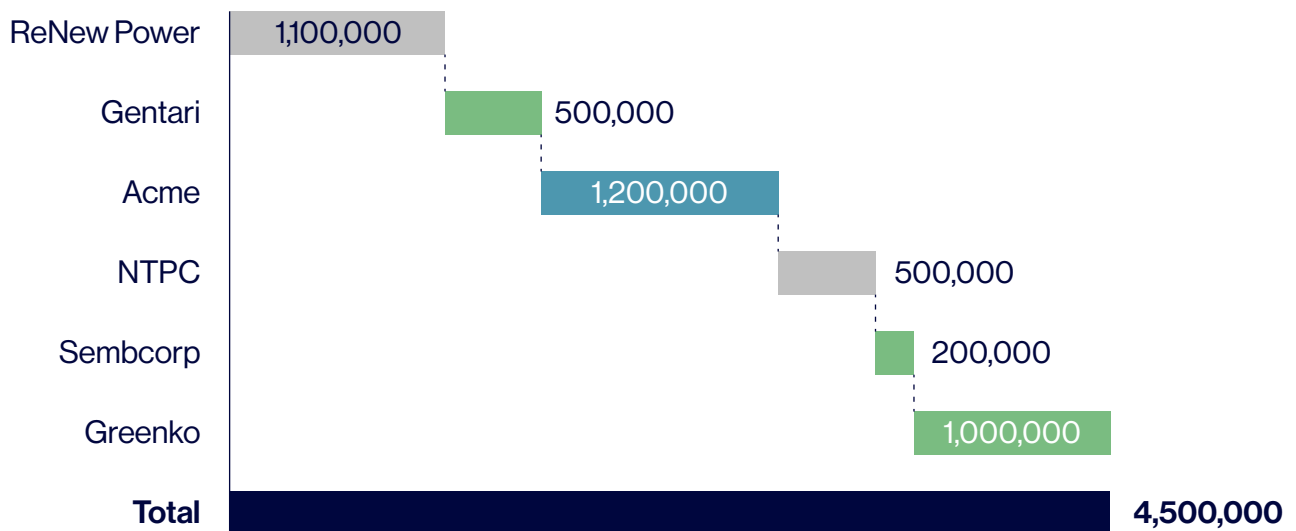 ReNew Power 1,100,000
Gentari 500,000
Acme 1,200,000
NTPC 500,000
Sembcorp 200,000
Greenko 1,000,000
Total 4,500,000